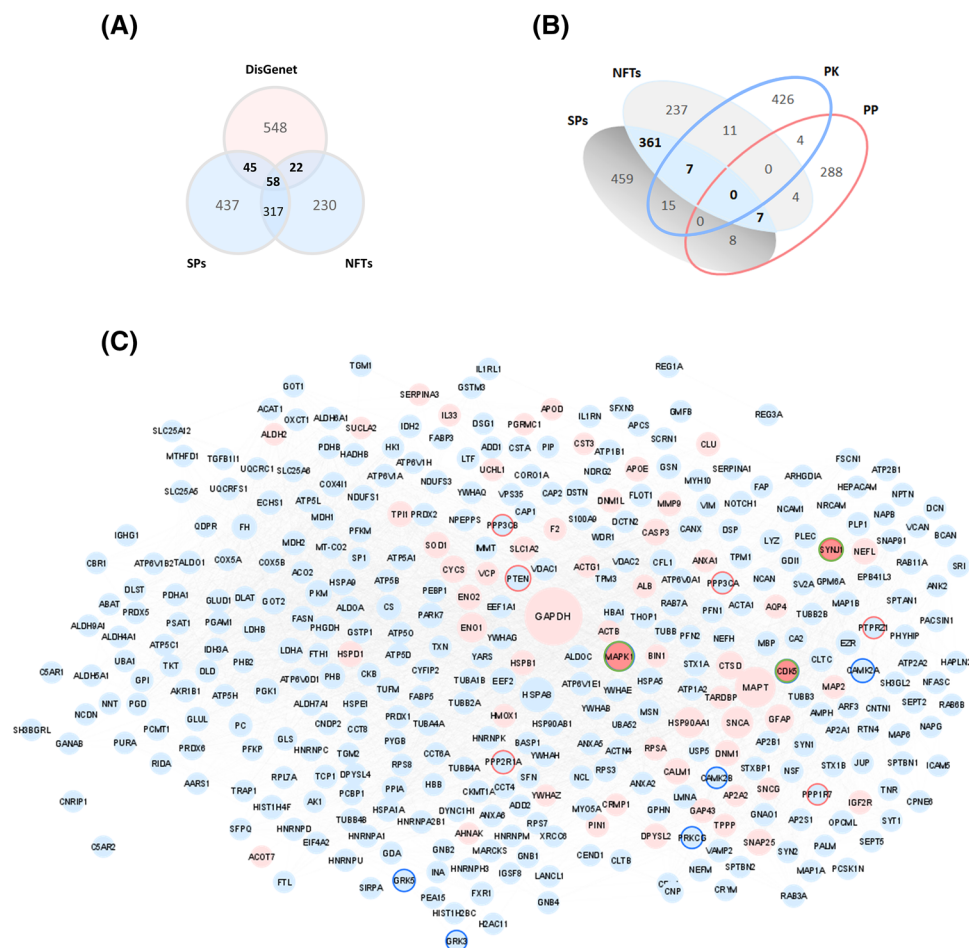 (A)
(B)
DisGenet
548
45
22
58
437
317
230
SPs
NFTs
NFTs
PK
PP
SPs
237
426
11
4
361
0
288
7
459
0
4
15
7
0
8
(C)
TGM1
IL1RL1
REG1A
GOT1
SERPINA3
GSTM3
ACAT1
OXCT1
ALDH6A1
IL33
APOD
IL1RN
SFXN3
GMFB
REG3A
SLC25A12
ALDH2
SUCLA2
IDH2
DSG1
PGRMC1
APCS
MTHFD1
TGFB1I1
PDHB
HADHB
HK1
FABP3
ADD1
CSTA
PIP
CST3
ATP1B1
SCRN1
CLU
FSCN1
UQCRC1
SLC25A6
ATP6V1A
ATP6V1H
LTF
UCHL1
CORO1A
NDRG2
APOE
GSN
SERPINA1
ARHGDIA
ATP2B1
SLC25A5
UQCRFS1
COX4I1
NDUFS3
MYH10
FAP
HEPACAM
ECHS1
ATP5L
NDUFS1
YWHAQ
VPS35
CAP2
DSTN
DNM1L
FLOT1
MMP9
VIM
NOTCH1
NCAM1
NRCAM
NPTN
DCN
TPI1
PRDX2
NPEPPS
PPP3CB
CAP1
S100A9
DCTN2
NAPB
IGHG1
QDPR
FH
MDH1
PFKM
F2
WDR1
CASP3
CANX
DSP
LYZ
PLEC
PLP1
VCAN
BCAN
MDH2
MT-CO2
SOD1
IMMT
SLC1A2
SYNJ1
NEFL
SNAP91
CBR1
ATP6V1B2
TALDO1
COX5A
COX5B
SP1
ATP5A1
CYCS
VCP
VDAC1
ACTG1
VDAC2
CFL1
ANXA1
TPM1
GDI1
RAB11A
SRI
DLST
ACO2
HSPA9
ATP5B
PTEN
TPM3
ALB
ATP6V0A1
PPP3CA
NCAN
SV2A
GPM6A
EPB41L3
ANK2
ABAT
PDHA1
GLUD1
DLAT
GOT2
PKM
PEBP1
ENO2
PRDX5
ALDOA
CS
EEF1A1
GAPDH
HBA1
RAB7A
PFN1
ACTA1
AQP4
MAP1B
SPTAN1
ALDH9A1
PSAT1
PGAM1
FASN
PARK7
THOP1
TUBB2B
PACSIN1
ALDH4A1
LDHB
PHGDH
GSTP1
ATP5O
ENO1
YWHAG
ACTB
TUBB
PFN2
NEFH
PTPRZ1
ATP5C1
IDH3A
LDHA
FTH1
HSPD1
ATP5D
TXN
YARS
MAPK1
BIN1
MBP
CA2
EZR
PHYHIP
C5AR1
UBA1
TKT
DLD
PHB2
CYFIP2
HSPB1
ALDOC
STX1A
CTSD
CDK5
CLTC
CAMK2A
ATP2A2
HAPLN2
ALDH5A1
GPI
ATP6V0D1
PHB
CKB
TUBA1B
EEF2
HSPA8
ATP6V1E1
HSPA5
MAPT
SH3GL2
NFASC
AKR1B1
ATP5H
PGK1
TUFM
FABP5
TUBB2A
YWHAE
ATP1A2
TARDBP
TUBB3
MAP2
NNT
PGD
ALDH7A1
HSPE1
YWHAB
ARF3
CNTN1
RAB6B
NCDN
GLUL
CNDP2
PRDX1
TUBA4A
HMOX1
HSP90AB1
UBA52
MSN
HSP90AA1
SNCA
GFAP
AMPH
SEPT2
SH3BGRL
PCMT1
PC
CCT8
AP2A1
RTN4
NAPG
GANAB
PURA
PRDX6
PFKP
GLS
HNRNPC
TGM2
PYGB
HNRNPK
BASP1
ANXA5
ACTN4
RPSA
USP5
DNM1
AP2B1
SYN1
MAP6
RIDA
RPL7A
TCP1
DPYSL4
RPS8
CCT6A
TUBB4A
PPP2R1A
SFN
NCL
RPS3
CALM1
STXBP1
NSF
STX1B
JUP
SPTBN1
ICAM5
AARS1
TRAP1
PCBP1
PPIA
HBB
CCT4
CKMT1A
ANXA2
CAMK2B
SNCG
TNR
CNRIP1
HIST1H4F
AK1
HSPA1A
DYNC1H1
ADD2
YWHAZ
MYO5A
CRMP1
GPHN
LMNA
AP2A2
PPP1R7
IGF2R
CPNE6
TUBB4B
HNRNPA2B1
ANXA6
RPS7
GAP43
GNAO1
AP2S1
OPCML
SYT1
SFPQ
HNRNPD
EIF4A2
HNRNPA1
AHNAK
HNRNPM
XRCC6
PIN1
DPYSL2
TPPP
C5AR2
ACOT7
HNRNPU
GDA
GNB2
MARCKS
GNB1
PRKCG
VAMP2
SNAP25
SYN2
PALM
SEPT5
HNRNPH3
CEND1
CLTB
NEFM
SPTBN2
MAP1A
PCSK1N
FTL
SIRPA
GRK5
INA
IGSF8
LANCL1
CNP
CRYM
RAB3A
PEA15
FXR1
GNB4
HIST1H2BC
H2AC11
GRK3